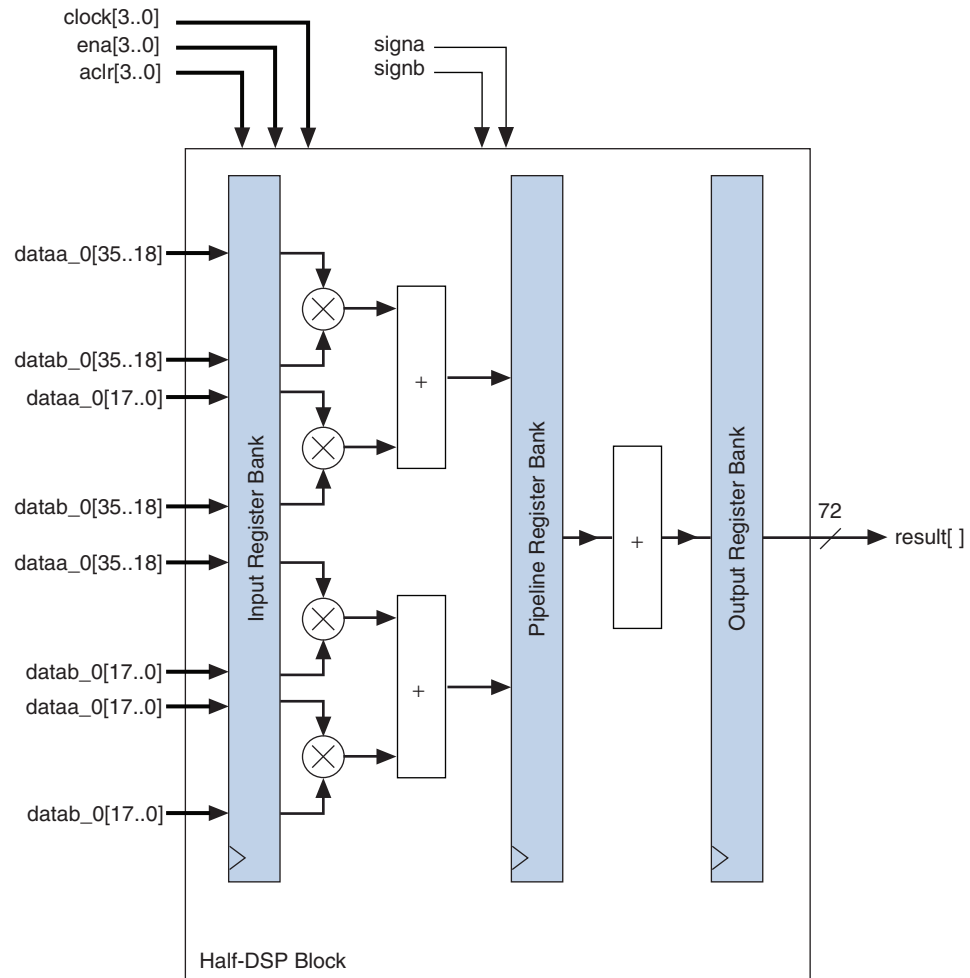 clock[3..0]
ena[3..0]
aclr[3..0]
signa
signb
dataa_0[35..18]
datab_0[35..18]
dataa_0[17..0]
datab_0[35..18]
dataa_0[35..18]
datab_0[17..0]
dataa_0[17..0]
datab_0[17..0]
Input Register Bank
+
+
Pipeline Register Bank
+
Output Register Bank
72
result[ ]
Half-DSP Block